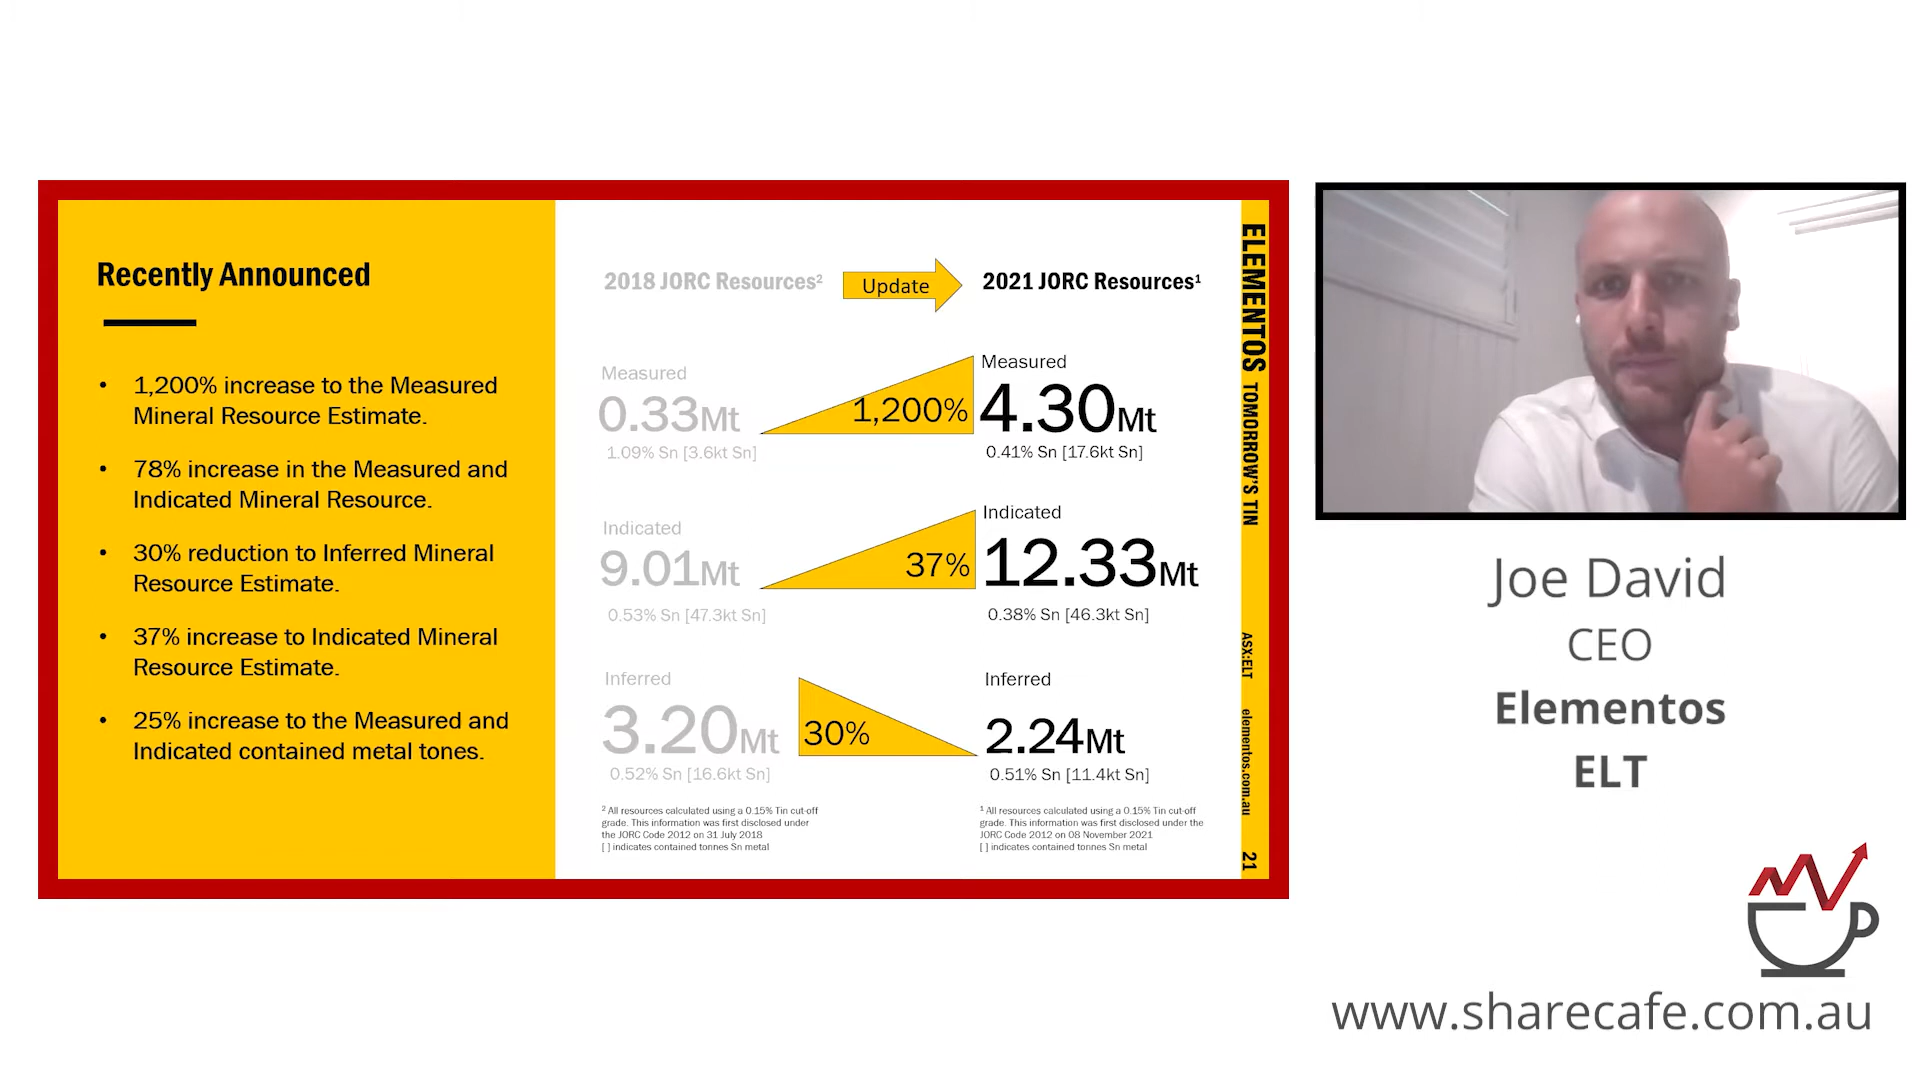 Recently Announced
• 1,200% increase to the Measured
Mineral Resource Estimate.
• 78% increase in the Measured and
Indicated Mineral Resource.
• 30% reduction to Inferred Mineral
Resource Estimate.
• 37% increase to Indicated Mineral
Resource Estimate.
• 25% increase to the Measured and
Indicated contained metal tones.
2018 JORC Resources²
Update
2021 JORC Resources¹
Measured
0.33Mt
1.09% Sn [3.6kt Sn]
1,200%
Measured
4.30Mt
0.41% Sn [17.6kt Sn]
Indicated
9.01Mt
0.53% Sn [47.3kt Sn]
37%
Indicated
12.33Mt
0.38% Sn [46.3kt Sn]
Inferred
3.20Mt
0.52% Sn [16.6kt Sn]
30%
Inferred
2.24Mt
0.51% Sn [11.4kt Sn]
² All resources calculated using a 0.15% Tin cut-off
grade. This information was first disclosed under
the JORC Code 2012 on 31 July 2018
[ ] indicates contained tonnes Sn metal
¹ All resources calculated using a 0.15% Tin cut-off
grade. This information was first disclosed under the
JORC Code 2012 on 08 November 2021
[ ] indicates contained tonnes Sn metal
ELEMENTOS TOMORROW'S TIN
ASX:ELT
elementos.com.au
21
Joe David
CEO
Elementos
ELT
www.sharecafe.com.au